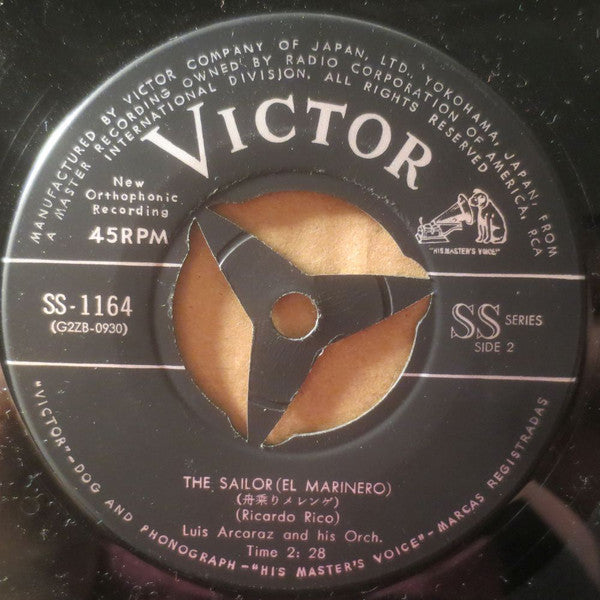 MANUFACTURED BY VICTOR COMPANY OF JAPAN, LTD., YOKOHAMA, JAPAN, FROM
A MASTER RECORDING OWNED BY RADIO CORPORATION OF AMERICA, RCA
INTERNATIONAL DIVISION, ALL RIGHTS RESERVED
VICTOR
New
Orthophonic
Recording
45RPM
"HIS MASTER'S VOICE"
SS-1164
(G2ZB-0930)
SS SERIES
SIDE 2
THE SAILOR (EL MARINERO)
(舟乗りメレンゲ)
(Ricardo Rico)
Luis Arcaraz and his Orch.
Time 2: 28
"VICTOR"-DOG AND PHONOGRAPH-"HIS MASTER'S VOICE"-MARCAS REGISTRADAS